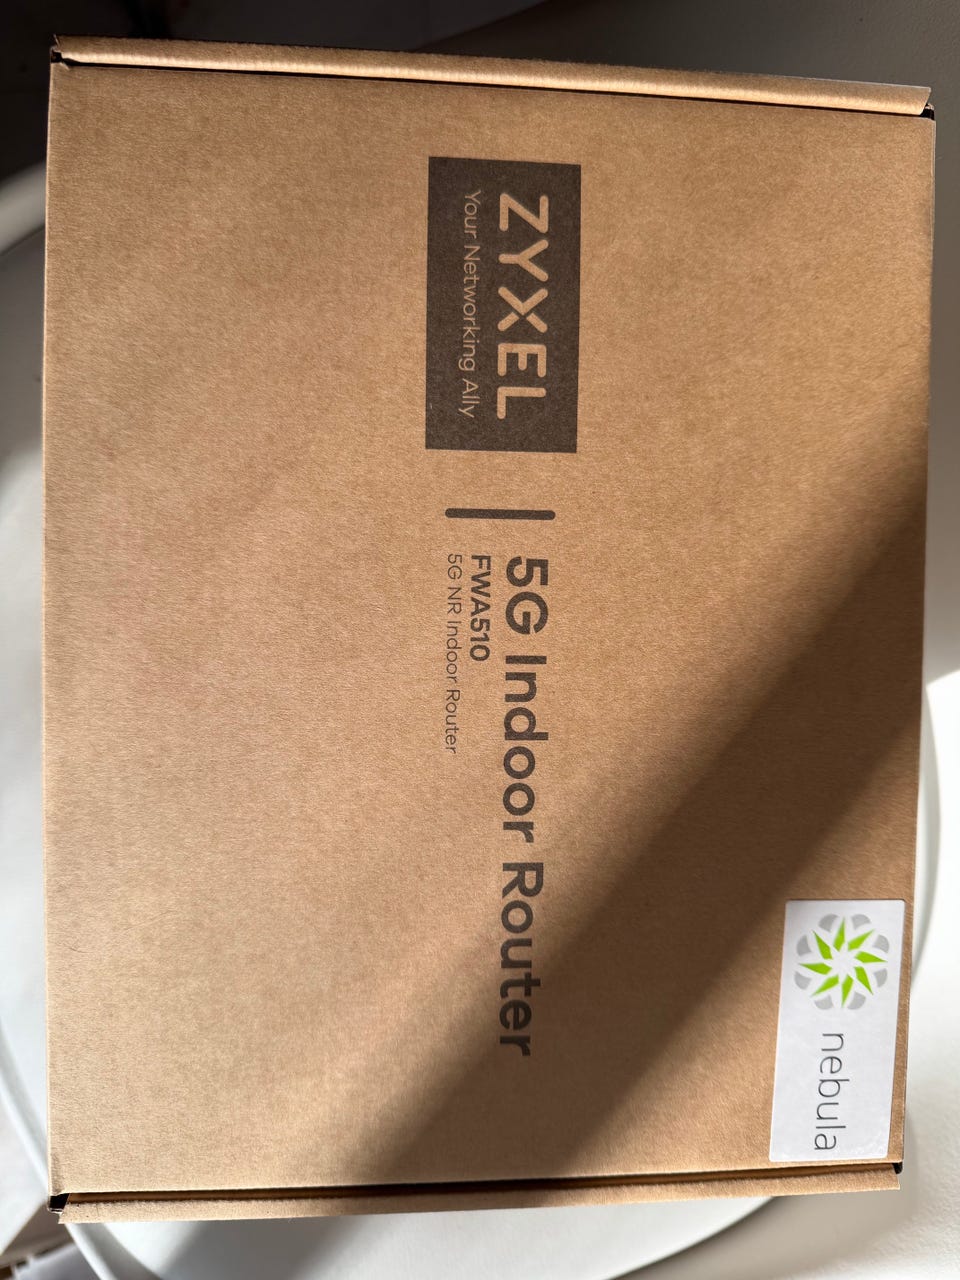 ZYXEL
Your Networking Ally
5G Indoor Router
FWA510
5G NR Indoor Router
nebula